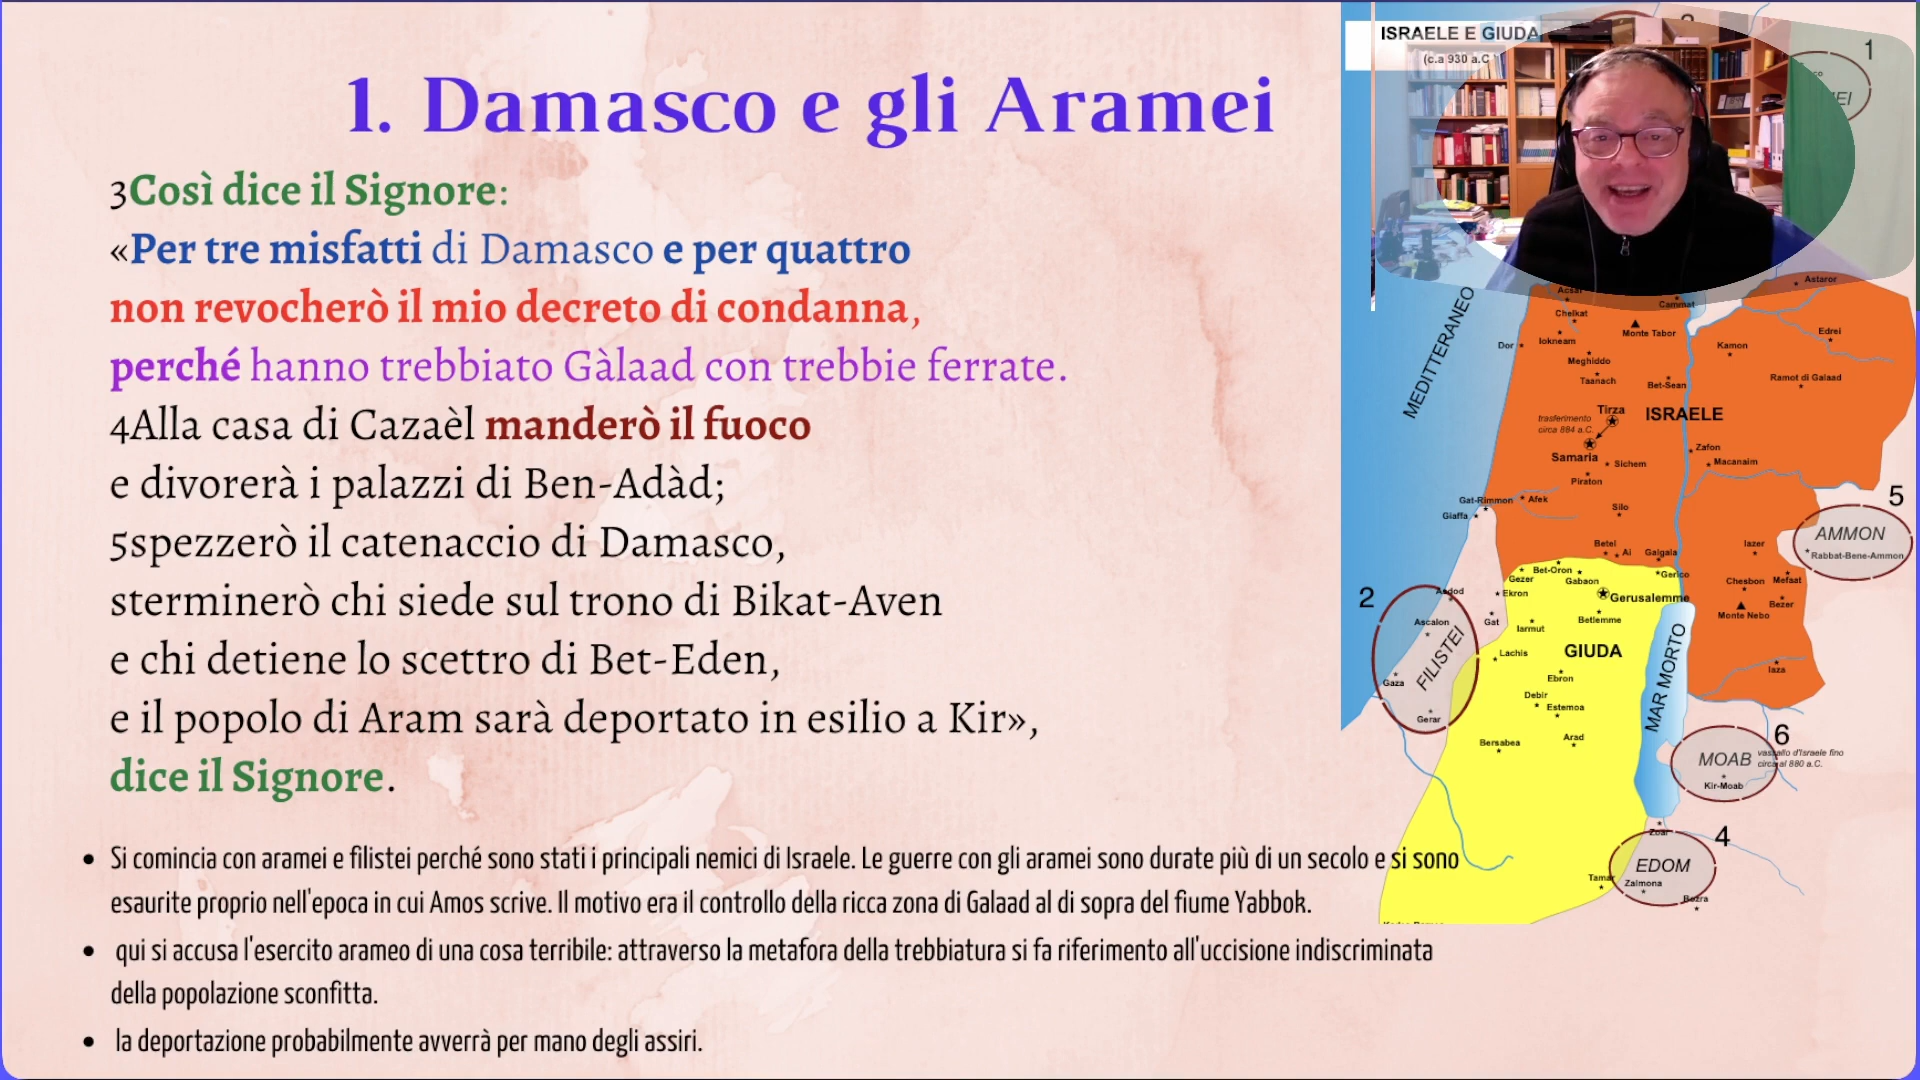 1. Damasco e gli Aramei
3Così dice il Signore:
«Per tre misfatti di Damasco e per quattro
non revocherò il mio decreto di condanna,
perché hanno trebbiato Gàlaad con trebbie ferrate.
4Alla casa di Cazaèl manderò il fuoco
e divorerà i palazzi di Ben-Adàd;
5spezzerò il catenaccio di Damasco,
sterminerò chi siede sul trono di Bikat-Aven
e chi detiene lo scettro di Bet-Eden,
e il popolo di Aram sarà deportato in esilio a Kir»,
dice il Signore.
• Si comincia con aramei e filistei perché sono stati i principali nemici di Israele. Le guerre con gli aramei sono durate più di un secolo e si sono
esaurite proprio nell'epoca in cui Amos scrive. Il motivo era il controllo della ricca zona di Galaad al di sopra del fiume Yabbok.
• qui si accusa l'esercito arameo di una cosa terribile: attraverso la metafora della trebbiatura si fa riferimento all'uccisione indiscriminata
della popolazione sconfitta.
• la deportazione probabilmente avverrà per mano degli assiri.
ISRAELE E GIUDA
(c.a 930 a.C
1
MEDITTERANEO
Astaror
Cammat
Chelkat
Monte Tabor
Edrei
Dor
Iokneam
Kamon
Meghiddo
Taanach
Bet-Sean
Ramot di Galaad
Tirza
ISRAELE
trasferimento
circa 884 a.C.
Zafon
Samaria
Sichem
Macanaim
Piraton
Gat-Rimmon
Afek
5
Silo
Giaffa
AMMON
Rabbat-Bene-Ammon
Betel
Ai
Galgala
Iazer
Bet-Oron
Gezer
Gabaon
Gerico
Chesbon
Mefaat
2
Asdod
Ekron
Gerusalemme
Bezer
Monte Nebo
Ascalon
Gat
Iarmut
Betlemme
FILISTEI
Lachis
GIUDA
MAR MORTO
Iaza
Gaza
Ebron
Debir
Estemoa
Gerar
Bersabea
Arad
6
MOAB
vassallo d'Israele fino
circa al 880 a.C.
Kir-Moab
Zoar
4
EDOM
Tamar
Zalmona
Bozra